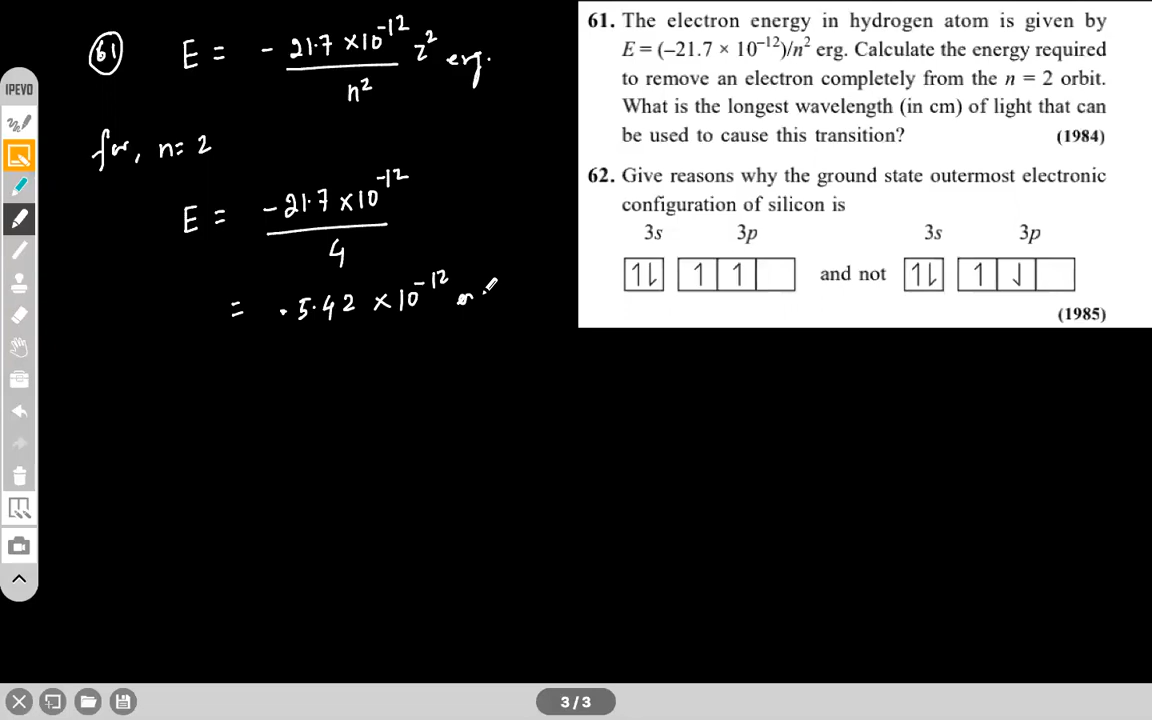 61 E = - 21.7 × 10⁻¹² / n² z² erg.
for, n = 2
E = - 21.7 × 10⁻¹² / 4
= . 5.42 × 10⁻¹²
61. The electron energy in hydrogen atom is given by
E = (–21.7 × 10⁻¹²)/n² erg. Calculate the energy required
to remove an electron completely from the n = 2 orbit.
What is the longest wavelength (in cm) of light that can
be used to cause this transition? (1984)
62. Give reasons why the ground state outermost electronic
configuration of silicon is
3s 3p 3s 3p
↿⇂ ↿ ↿ and not ↿⇂ ↿ ⇃
(1985)
IPEVO
3 / 3